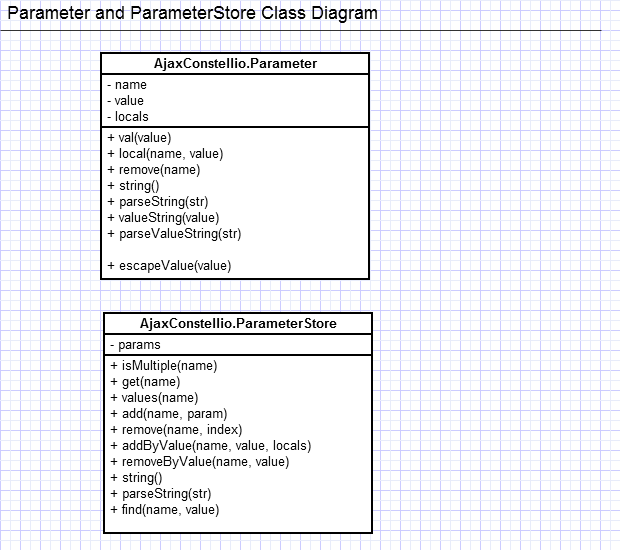 Parameter and ParameterStore Class Diagram
AjaxConstellio.Parameter
- name
- value
- locals
+ val(value)
+ local(name, value)
+ remove(name)
+ string()
+ parseString(str)
+ valueString(value)
+ parseValueString(str)
+ escapeValue(value)
AjaxConstellio.ParameterStore
- params
+ isMultiple(name)
+ get(name)
+ values(name)
+ add(name, param)
+ remove(name, index)
+ addByValue(name, value, locals)
+ removeByValue(name, value)
+ string()
+ parseString(str)
+ find(name, value)